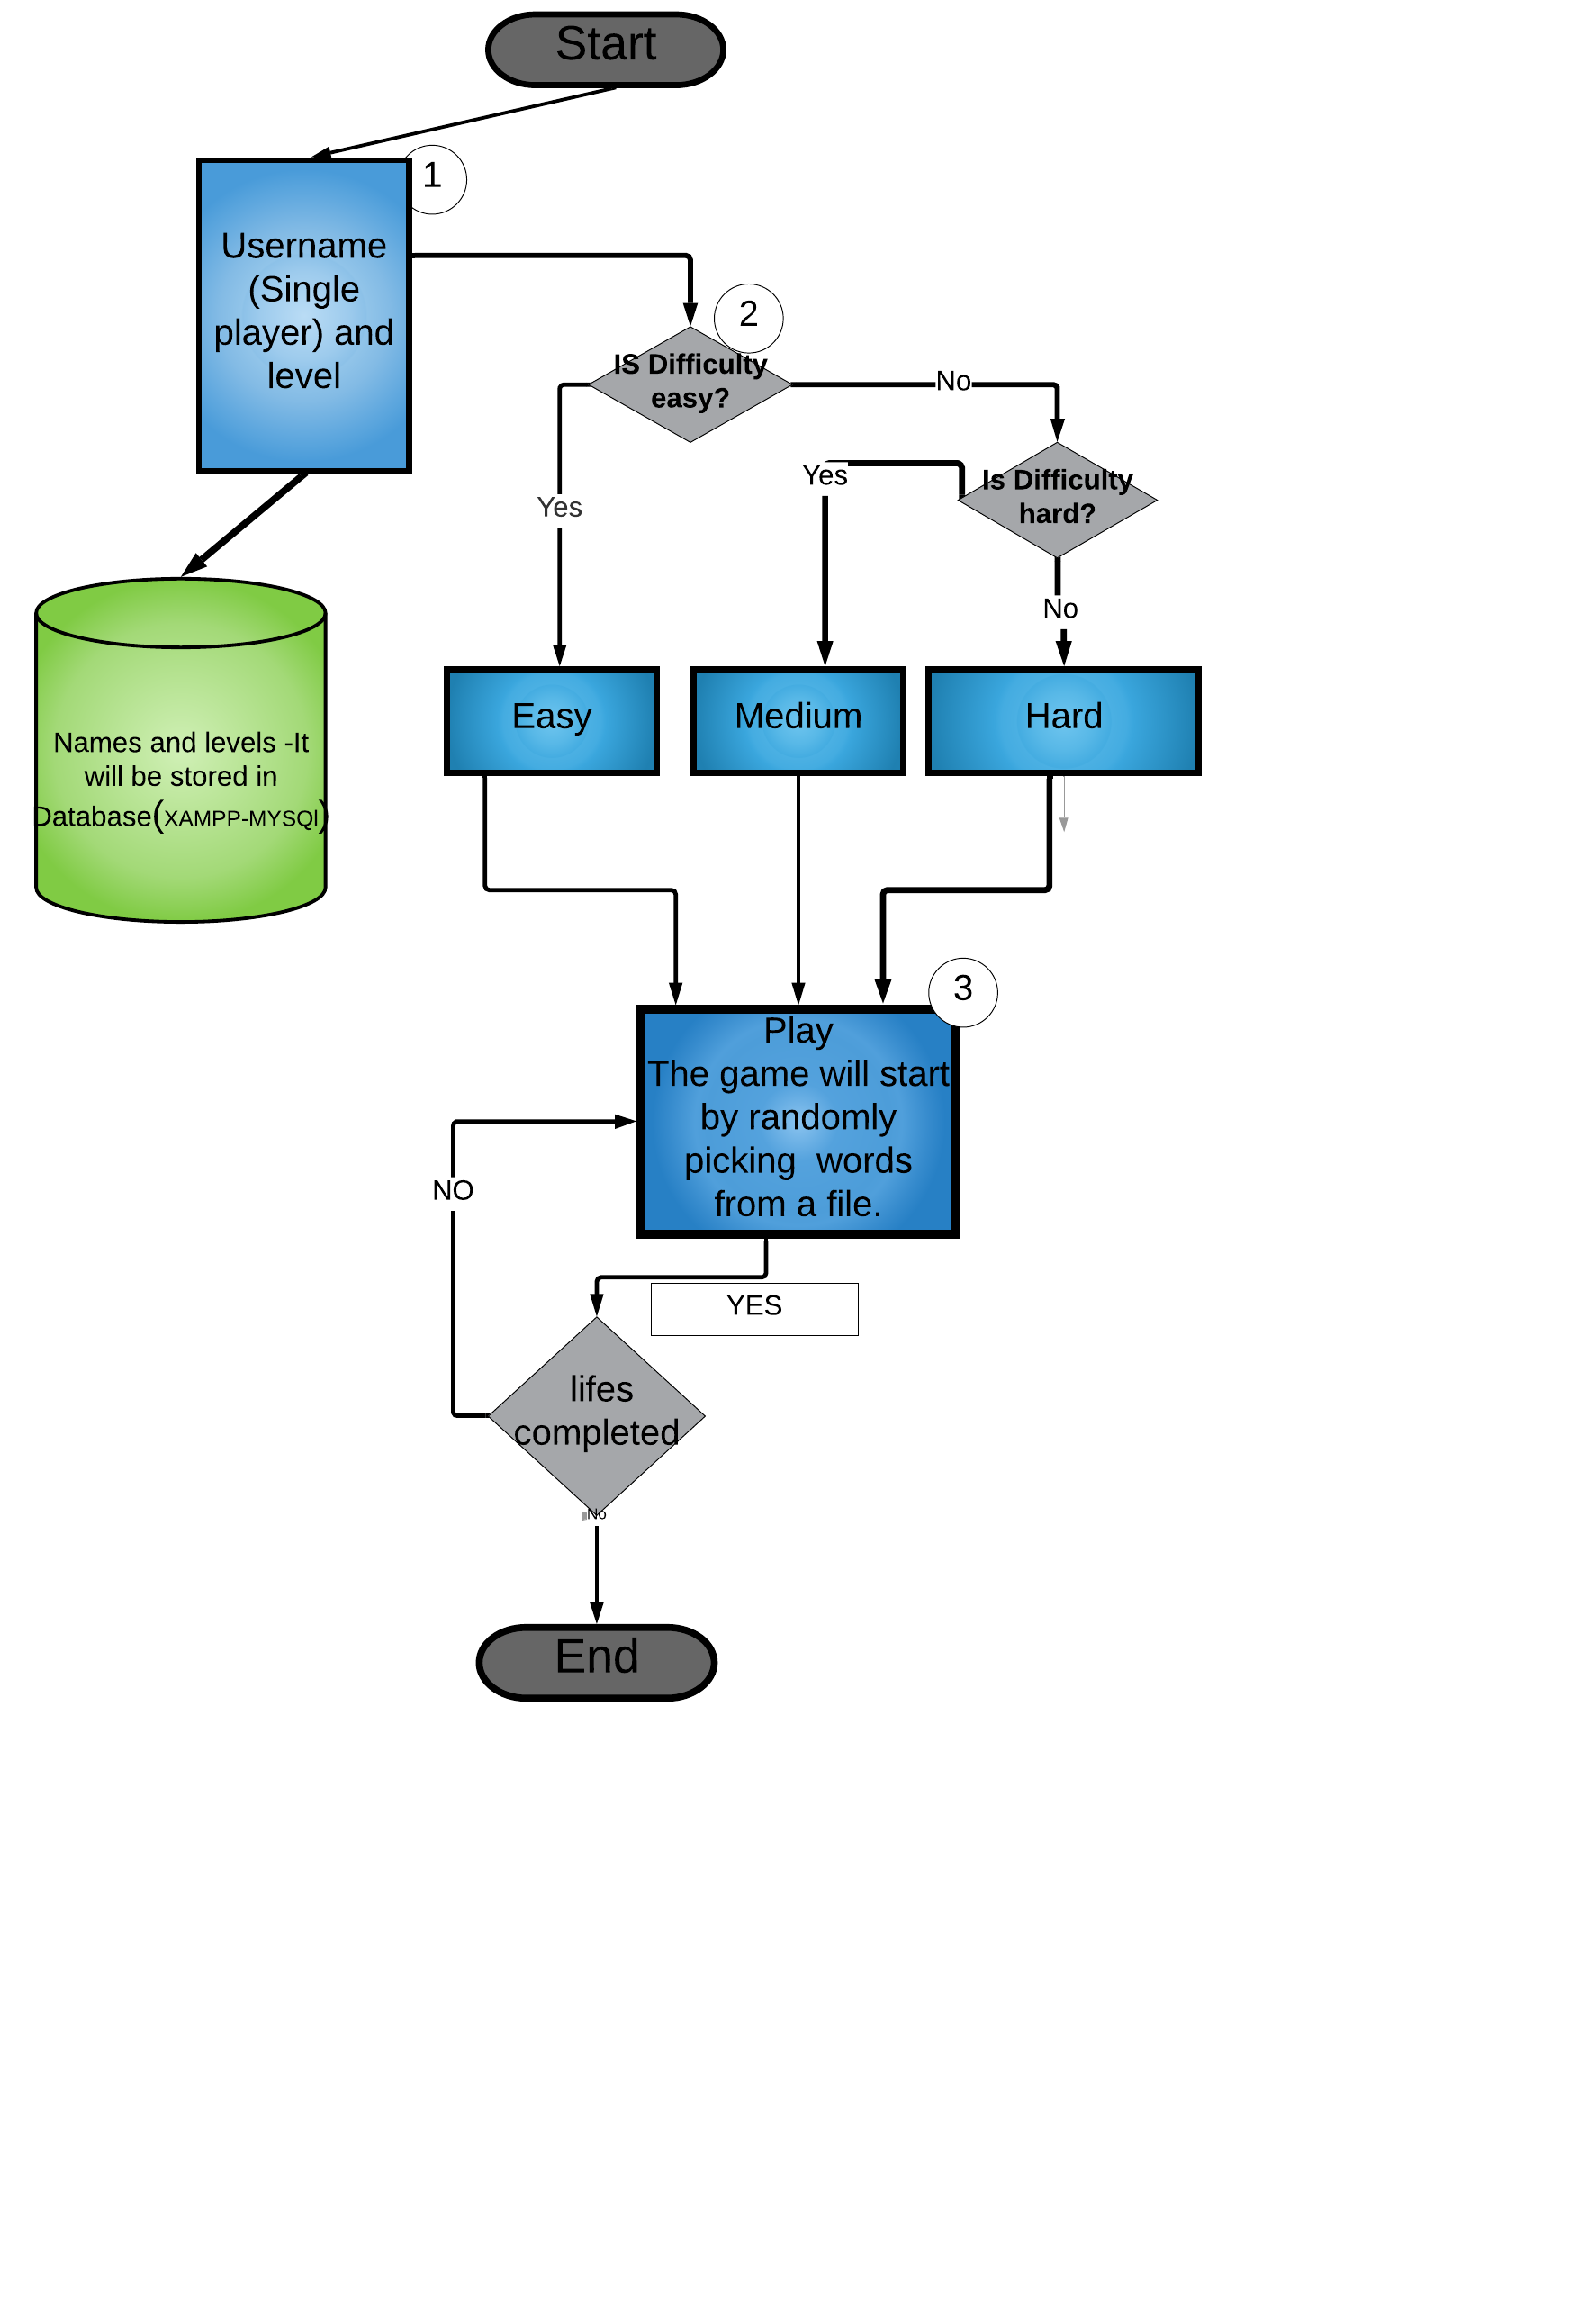 Start
1
Username
(Single
player) and
level
2
IS Difficulty
easy?
No
Yes
Is Difficulty
hard?
Yes
No
Names and levels -It
will be stored in
Database(XAMPP-MYSQl)
Easy
Medium
Hard
3
Play
The game will start
by randomly
picking  words
from a file.
NO
YES
lifes
completed
No
End